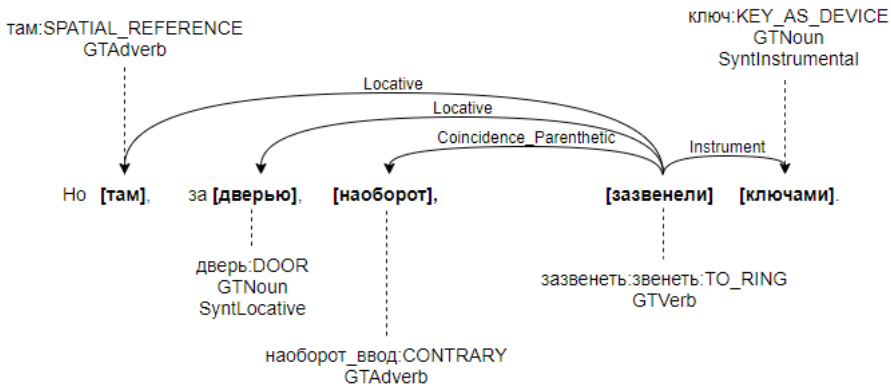 там:SPATIAL_REFERENCE
GTAdverb
ключ:KEY_AS_DEVICE
GTNoun
SyntInstrumental
Locative
Locative
Coincidence_Parenthetic
Instrument
Но [там], за [дверью], [наоборот], [зазвенели] [ключами].
дверь:DOOR
GTNoun
SyntLocative
зазвенеть:звенеть:TO_RING
GTVerb
наоборот_ввод:CONTRARY
GTAdverb